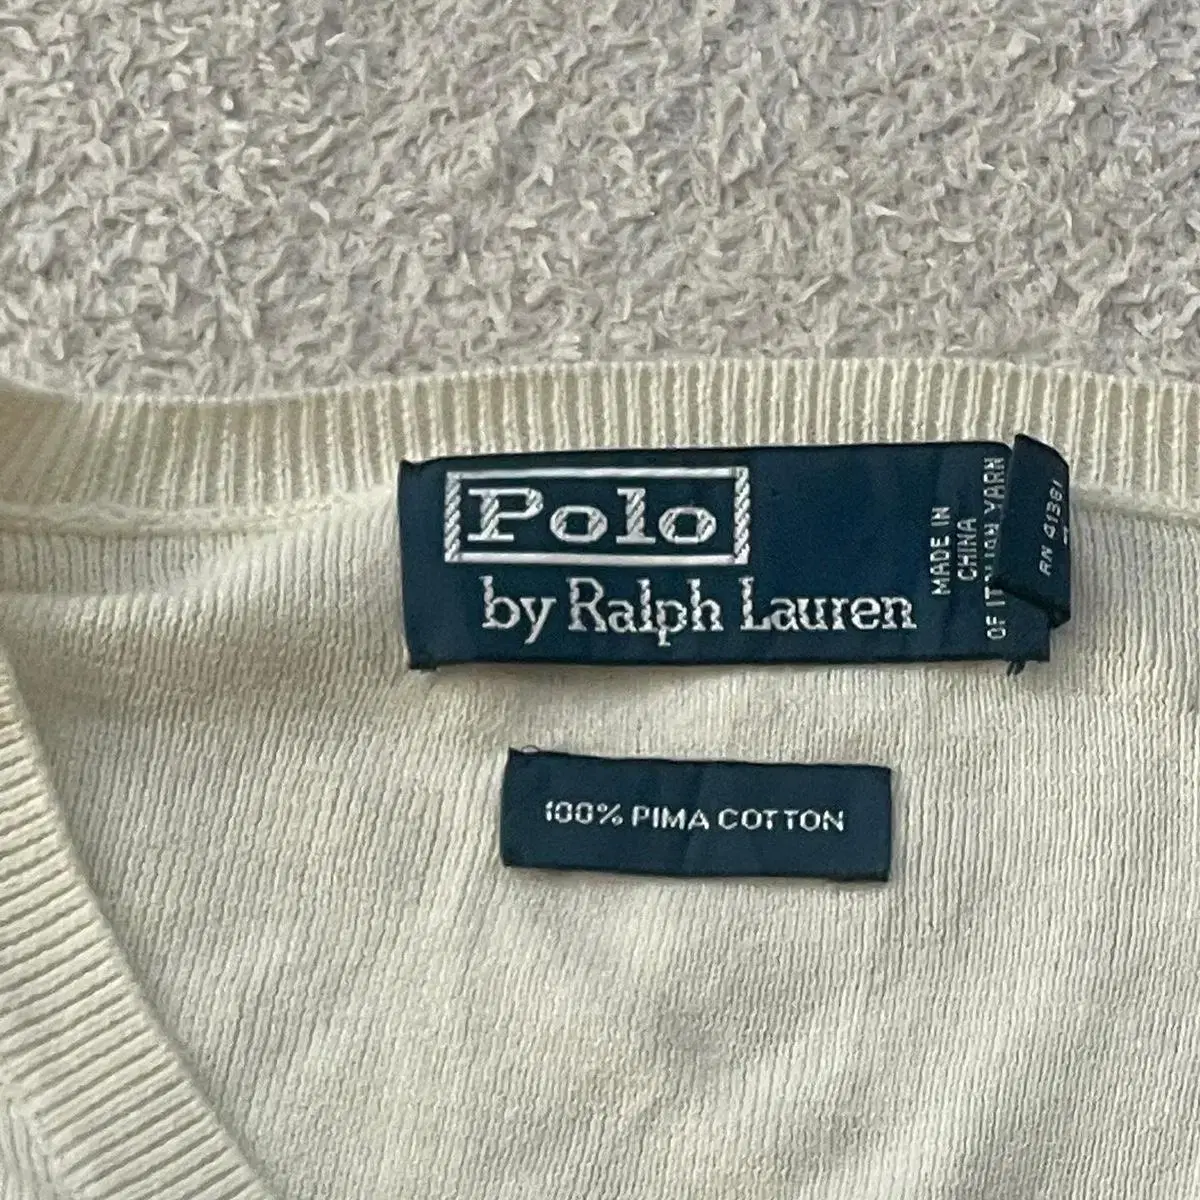 Polo
by Ralph Lauren
MADE IN
CHINA
OF ITALIAN YARN
RN 41381
100% PIMA COTTON